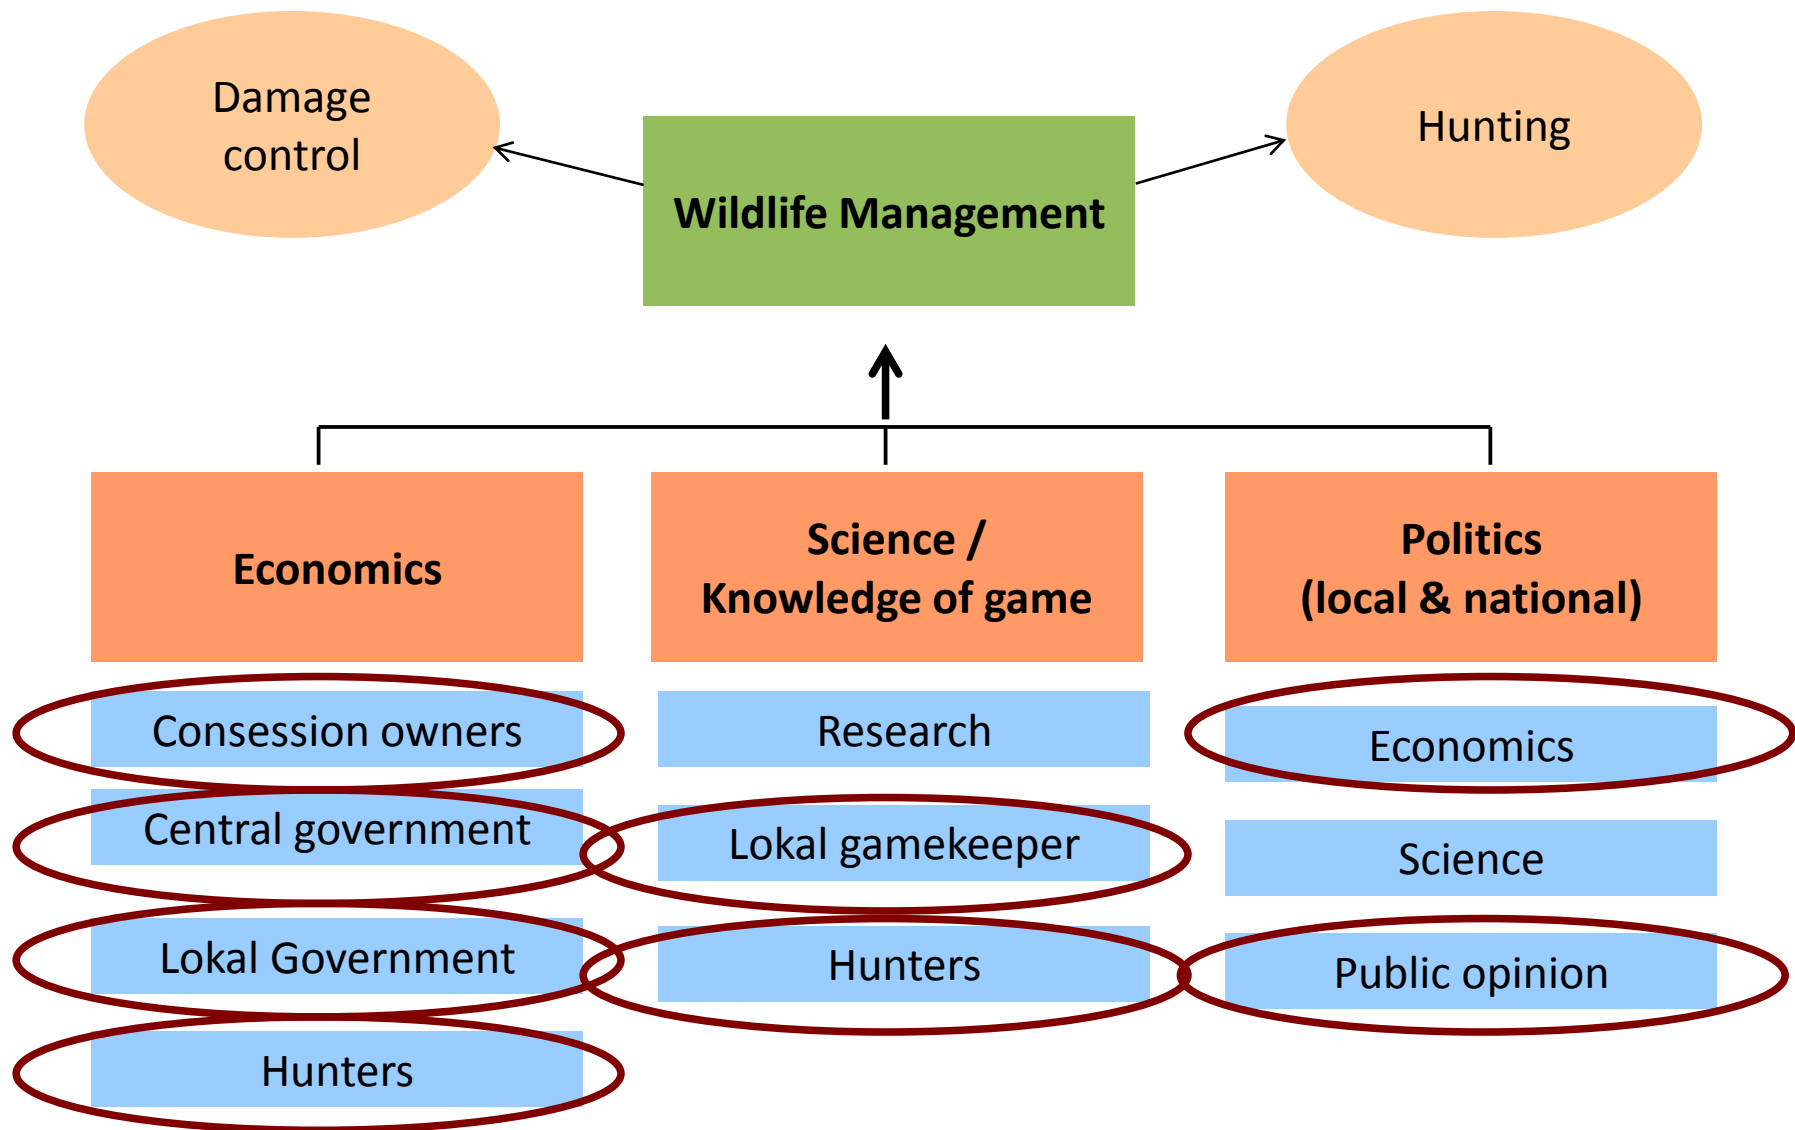 Damage
control
Wildlife Management
Hunting
Economics
Science /
Knowledge of game
Politics
(local & national)
Consession owners
Central government
Lokal Government
Hunters
Research
Lokal gamekeeper
Hunters
Economics
Science
Public opinion